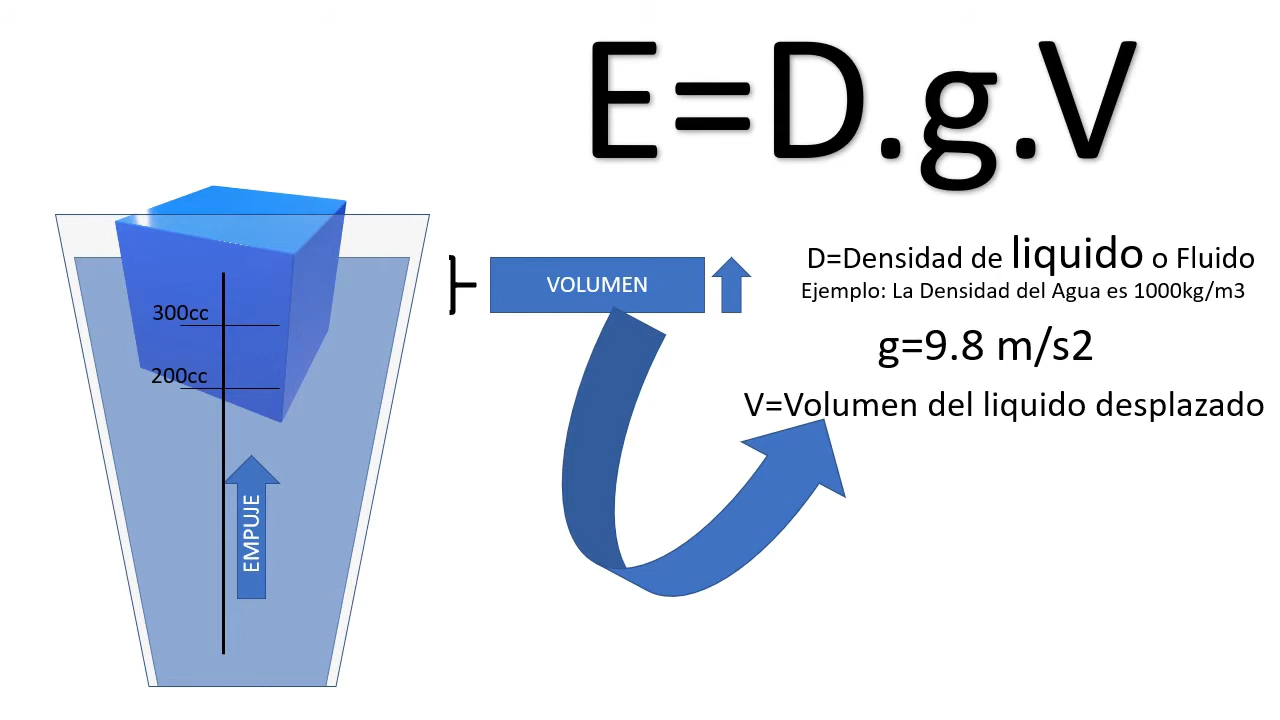 E=D.g.V
300cc
200cc
EMPUJE
VOLUMEN
D=Densidad de liquido o Fluido
Ejemplo: La Densidad del Agua es 1000kg/m3
g=9.8 m/s2
V=Volumen del liquido desplazado